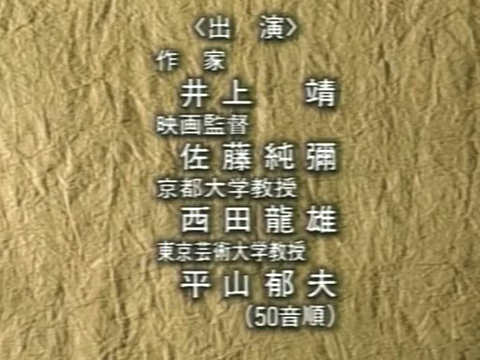 〈出　演〉
作　家
井上　靖
映画監督
佐藤純彌
京都大学教授
西田龍雄
東京芸術大学教授
平山郁夫
（50音順）